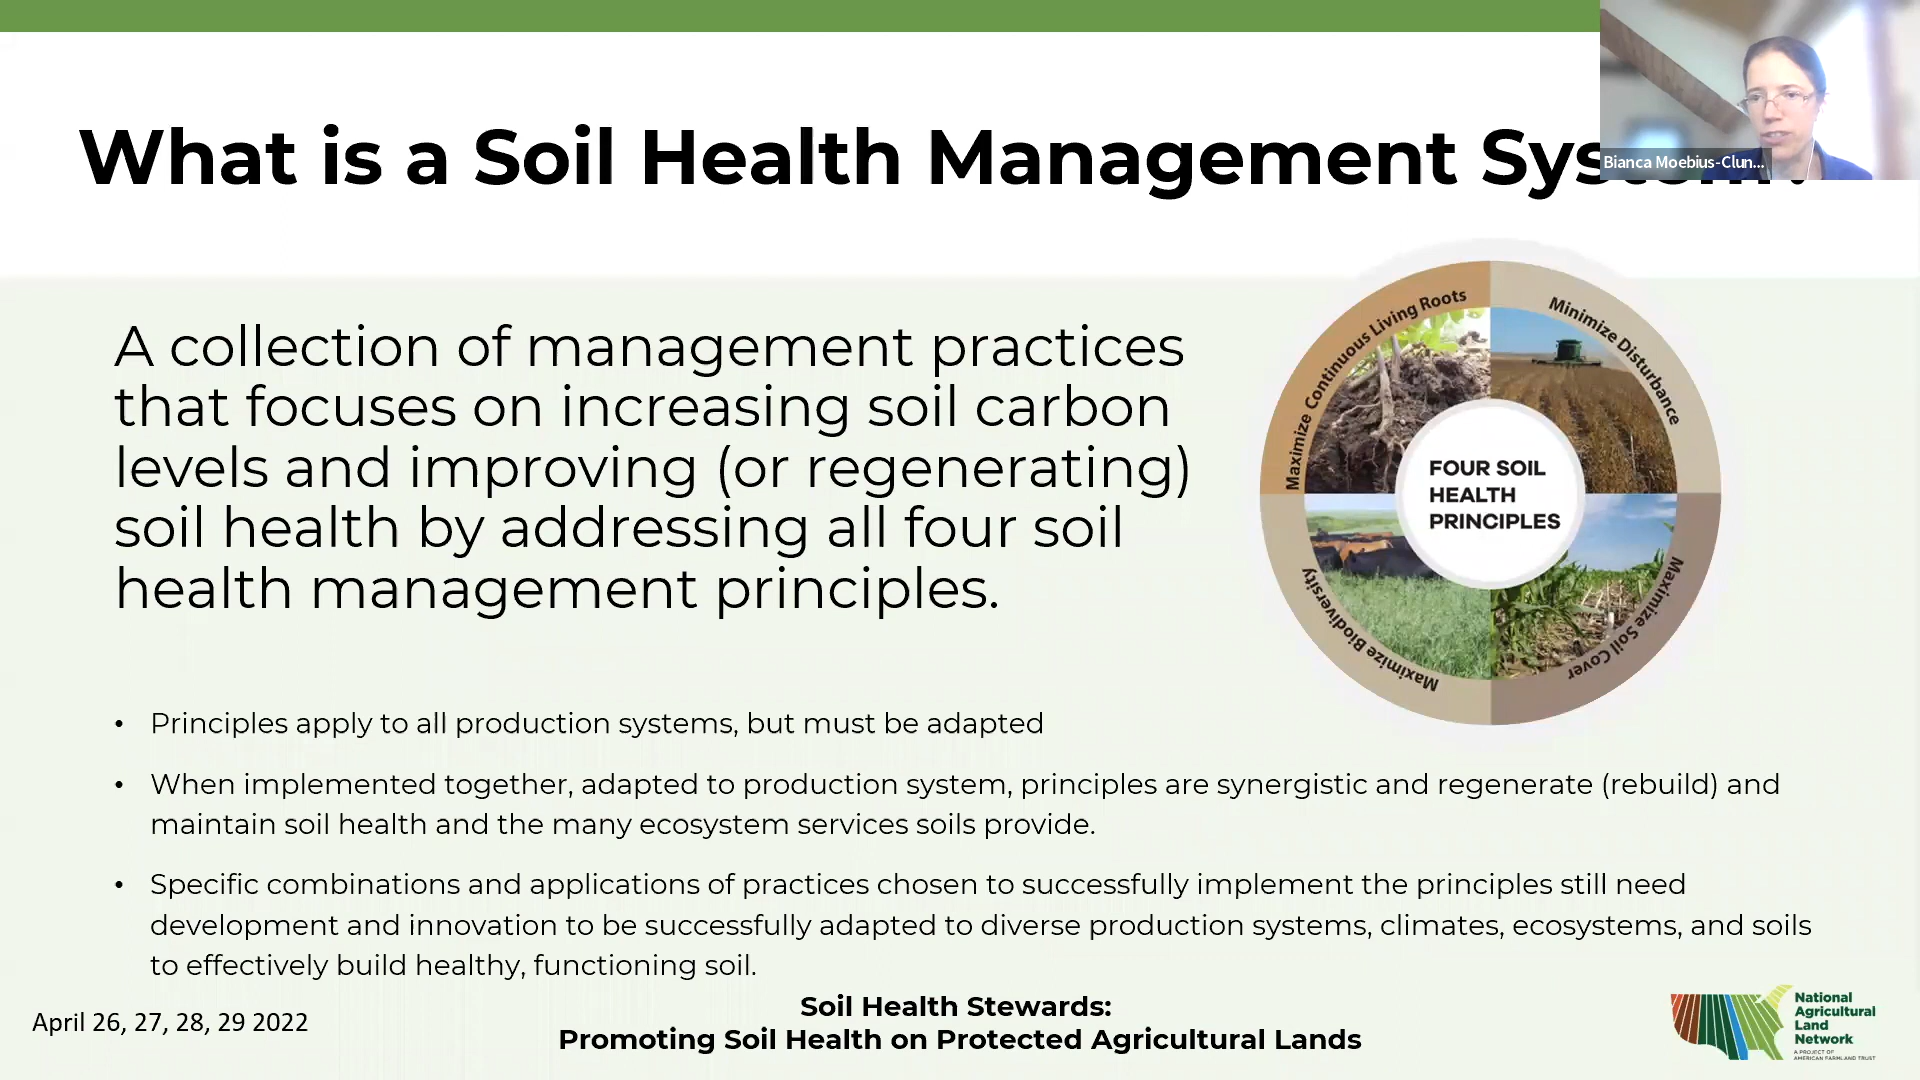 What is a Soil Health Management System?
Bianca Moebius-Clun...
A collection of management practices
that focuses on increasing soil carbon
levels and improving (or regenerating)
soil health by addressing all four soil
health management principles.
Maximize Continuous Living Roots
Minimize Disturbance
FOUR SOIL
HEALTH
PRINCIPLES
Maximize Biodiversity
Maximize Soil Cover
• Principles apply to all production systems, but must be adapted
• When implemented together, adapted to production system, principles are synergistic and regenerate (rebuild) and
maintain soil health and the many ecosystem services soils provide.
• Specific combinations and applications of practices chosen to successfully implement the principles still need
development and innovation to be successfully adapted to diverse production systems, climates, ecosystems, and soils
to effectively build healthy, functioning soil.
April 26, 27, 28, 29 2022
Soil Health Stewards:
Promoting Soil Health on Protected Agricultural Lands
National
Agricultural
Land
Network
A PROJECT OF
AMERICAN FARMLAND TRUST